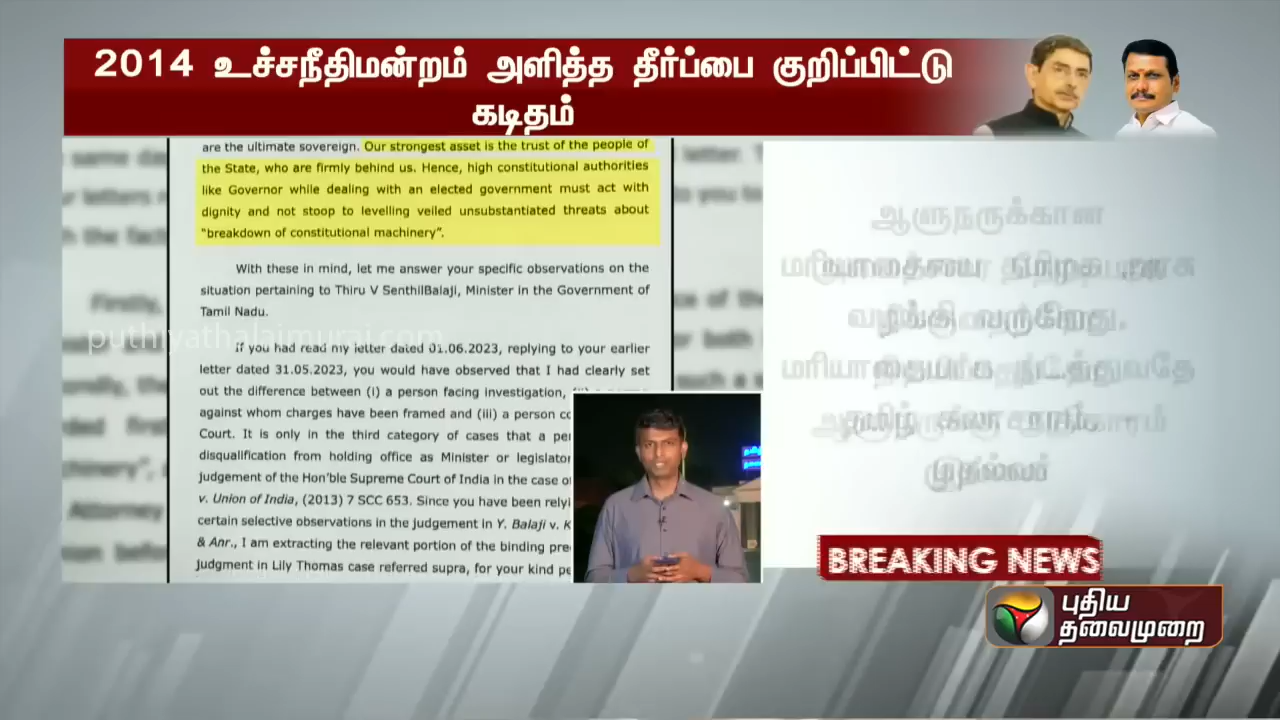 2014 உச்சநீதிமன்றம் அளித்த தீர்ப்பை குறிப்பிட்டு
கடிதம்
are the ultimate sovereign. Our strongest asset is the trust of the people of
the State, who are firmly behind us. Hence, high constitutional authorities
like Governor while dealing with an elected government must act with
dignity and not stoop to levelling veiled unsubstantiated threats about
"breakdown of constitutional machinery".
With these in mind, let me answer your specific observations on the
situation pertaining to Thiru V SenthilBalaji, Minister in the Government of
Tamil Nadu.
If you had read my letter dated 01.06.2023, replying to your earlier
letter dated 31.05.2023, you would have observed that I had clearly set
out the difference between (i) a person facing investigation,
against whom charges have been framed and (iii) a person
Court. It is only in the third category of cases that a
disqualification from holding office as Minister or legislator
judgement of the Hon'ble Supreme Court of India in the case
v. Union of India, (2013) 7 SCC 653. Since you have been
certain selective observations in the judgement in Y. Balaji v.
& Anr., I am extracting the relevant portion of the binding
judgment in Lily Thomas case referred supra, for your kind
puthiyathalaimurai.com
ஆளுநருக்கான
முதல்வர்
BREAKING NEWS
புதிய
தலைமுறை